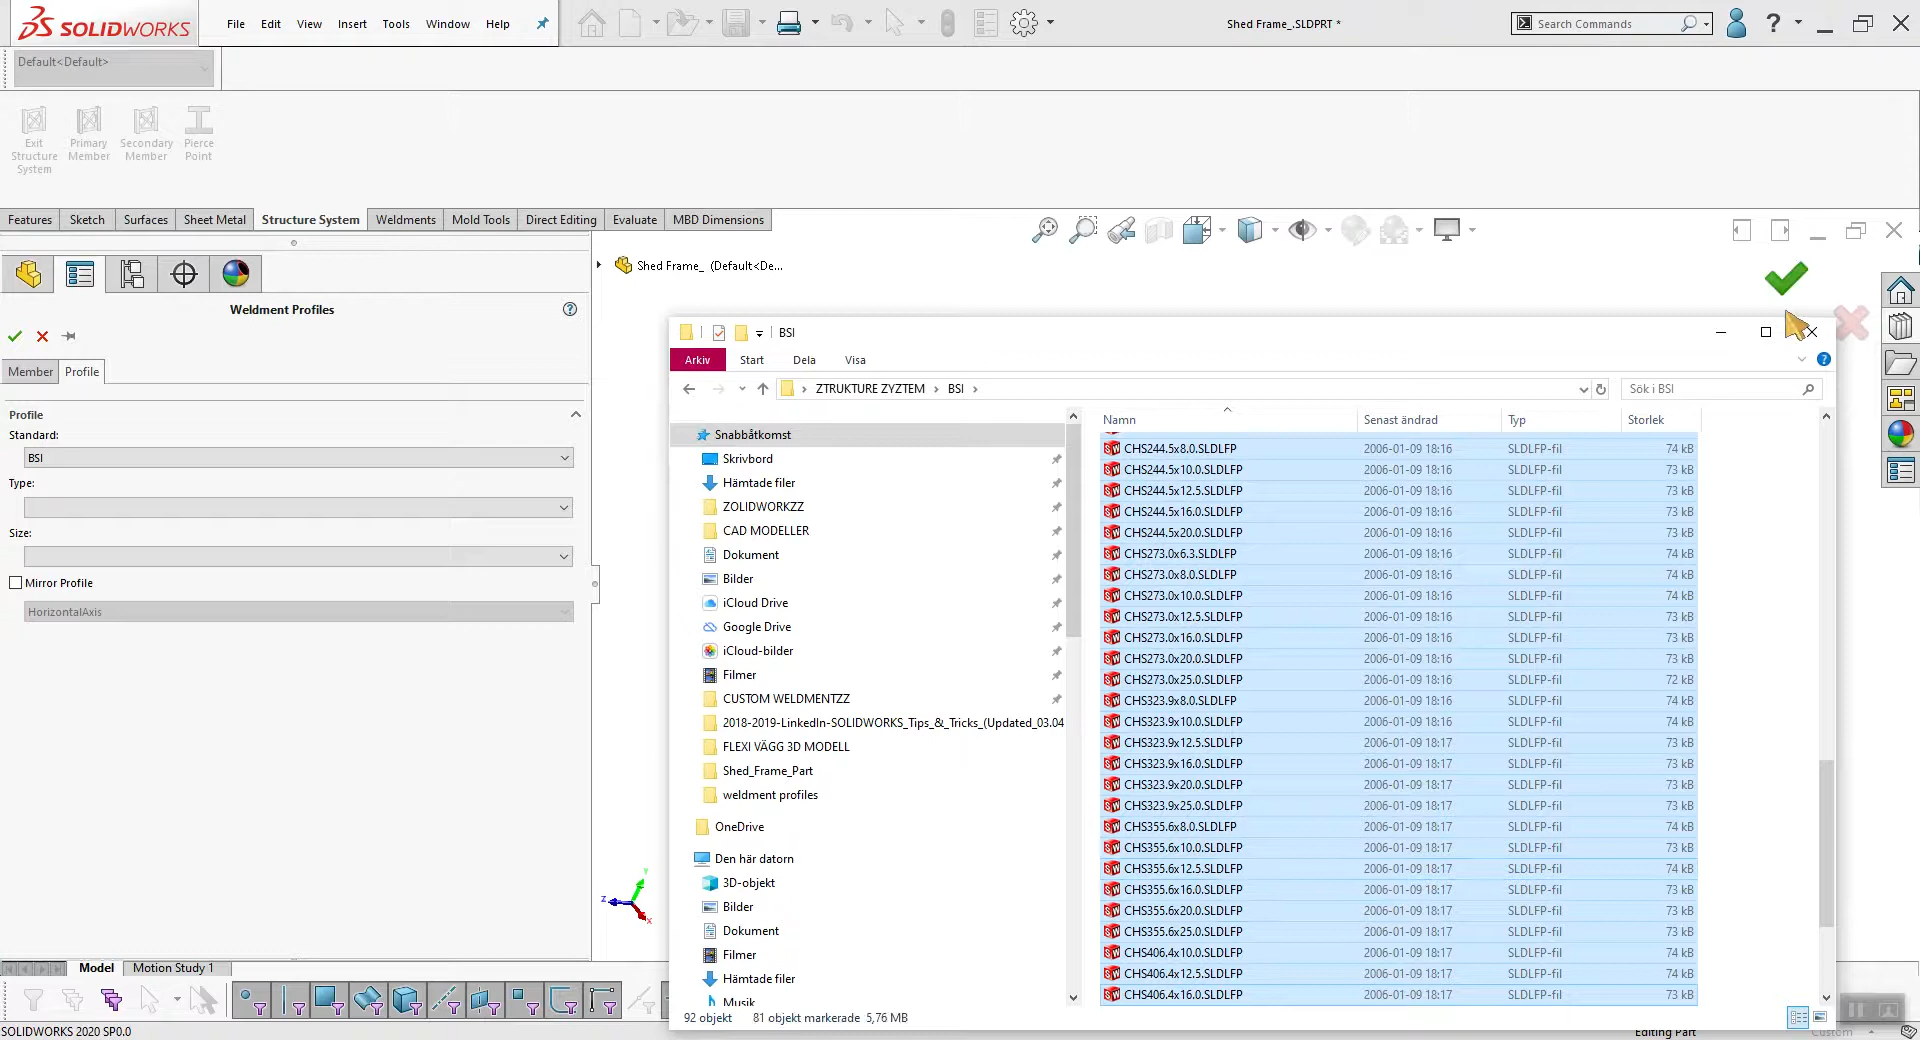 SOLIDWORKS
File Edit View Insert Tools Window Help
Shed Frame_.SLDPRT *
Search Commands
Default<Default>
Exit Structure System
Primary Member
Secondary Member
Pierce Point
Features Sketch Surfaces Sheet Metal Structure System Weldments Mold Tools Direct Editing Evaluate MBD Dimensions
Shed Frame_ (Default<De...
Weldment Profiles
Member Profile
Profile
Standard:
BSI
Type:
Size:
Mirror Profile
HorizontalAxis
BSI
Arkiv Start Dela Visa
ZTRUKTURE ZYZTEM > BSI >
Sök i BSI
Snabbåtkomst
Skrivbord
Hämtade filer
ZOLIDWORKZZ
CAD MODELLER
Dokument
Bilder
iCloud Drive
Google Drive
iCloud-bilder
Filmer
CUSTOM WELDMENTZZ
2018-2019-LinkedIn-SOLIDWORKS_Tips_&_Tricks_(Updated_03.04
FLEXI VÄGG 3D MODELL
Shed_Frame_Part
weldment profiles
OneDrive
Den här datorn
3D-objekt
Bilder
Dokument
Filmer
Hämtade filer
Musik
Namn Senast ändrad Typ Storlek
CHS244.5x8.0.SLDLFP 2006-01-09 18:16 SLDLFP-fil 74 kB
CHS244.5x10.0.SLDLFP 2006-01-09 18:16 SLDLFP-fil 73 kB
CHS244.5x12.5.SLDLFP 2006-01-09 18:16 SLDLFP-fil 73 kB
CHS244.5x16.0.SLDLFP 2006-01-09 18:16 SLDLFP-fil 73 kB
CHS244.5x20.0.SLDLFP 2006-01-09 18:16 SLDLFP-fil 73 kB
CHS273.0x6.3.SLDLFP 2006-01-09 18:16 SLDLFP-fil 74 kB
CHS273.0x8.0.SLDLFP 2006-01-09 18:16 SLDLFP-fil 74 kB
CHS273.0x10.0.SLDLFP 2006-01-09 18:16 SLDLFP-fil 74 kB
CHS273.0x12.5.SLDLFP 2006-01-09 18:16 SLDLFP-fil 73 kB
CHS273.0x16.0.SLDLFP 2006-01-09 18:16 SLDLFP-fil 73 kB
CHS273.0x20.0.SLDLFP 2006-01-09 18:16 SLDLFP-fil 73 kB
CHS273.0x25.0.SLDLFP 2006-01-09 18:16 SLDLFP-fil 72 kB
CHS323.9x8.0.SLDLFP 2006-01-09 18:16 SLDLFP-fil 74 kB
CHS323.9x10.0.SLDLFP 2006-01-09 18:16 SLDLFP-fil 74 kB
CHS323.9x12.5.SLDLFP 2006-01-09 18:17 SLDLFP-fil 73 kB
CHS323.9x16.0.SLDLFP 2006-01-09 18:17 SLDLFP-fil 73 kB
CHS323.9x20.0.SLDLFP 2006-01-09 18:17 SLDLFP-fil 73 kB
CHS323.9x25.0.SLDLFP 2006-01-09 18:17 SLDLFP-fil 73 kB
CHS355.6x8.0.SLDLFP 2006-01-09 18:17 SLDLFP-fil 74 kB
CHS355.6x10.0.SLDLFP 2006-01-09 18:17 SLDLFP-fil 73 kB
CHS355.6x12.5.SLDLFP 2006-01-09 18:17 SLDLFP-fil 74 kB
CHS355.6x16.0.SLDLFP 2006-01-09 18:17 SLDLFP-fil 73 kB
CHS355.6x20.0.SLDLFP 2006-01-09 18:17 SLDLFP-fil 73 kB
CHS355.6x25.0.SLDLFP 2006-01-09 18:17 SLDLFP-fil 73 kB
CHS406.4x10.0.SLDLFP 2006-01-09 18:17 SLDLFP-fil 73 kB
CHS406.4x12.5.SLDLFP 2006-01-09 18:17 SLDLFP-fil 73 kB
CHS406.4x16.0.SLDLFP 2006-01-09 18:17 SLDLFP-fil 73 kB
92 objekt 81 objekt markerade 5,76 MB
Y
Z
X
Model Motion Study 1
SOLIDWORKS 2020 SP0.0
Editing Part
Custom